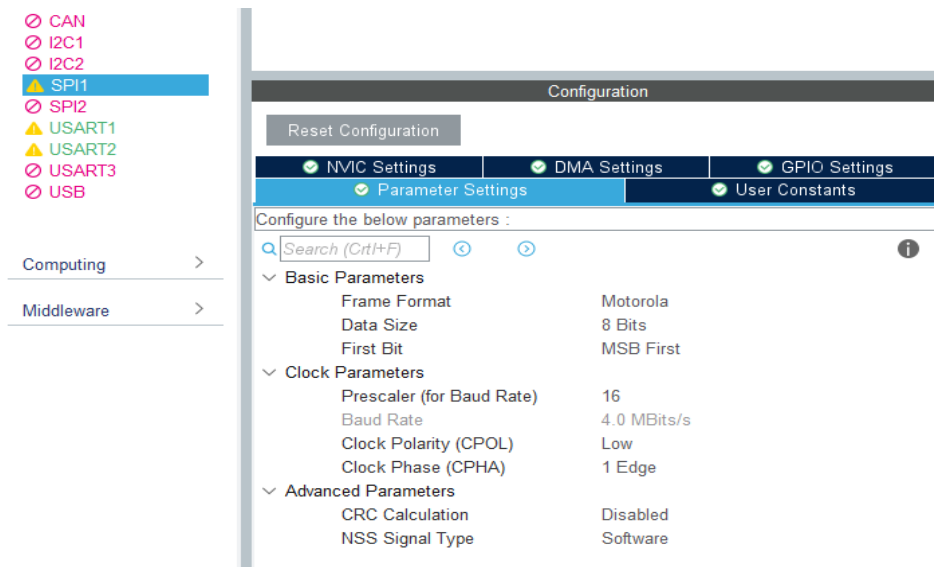 CAN
I2C1
I2C2
SPI1
SPI2
USART1
USART2
USART3
USB
Computing
Middleware
Configuration
Reset Configuration
NVIC Settings DMA Settings GPIO Settings
Parameter Settings User Constants
Configure the below parameters :
Search (Crtl+F)
Basic Parameters
Frame Format Motorola
Data Size 8 Bits
First Bit MSB First
Clock Parameters
Prescaler (for Baud Rate) 16
Baud Rate 4.0 MBits/s
Clock Polarity (CPOL) Low
Clock Phase (CPHA) 1 Edge
Advanced Parameters
CRC Calculation Disabled
NSS Signal Type Software